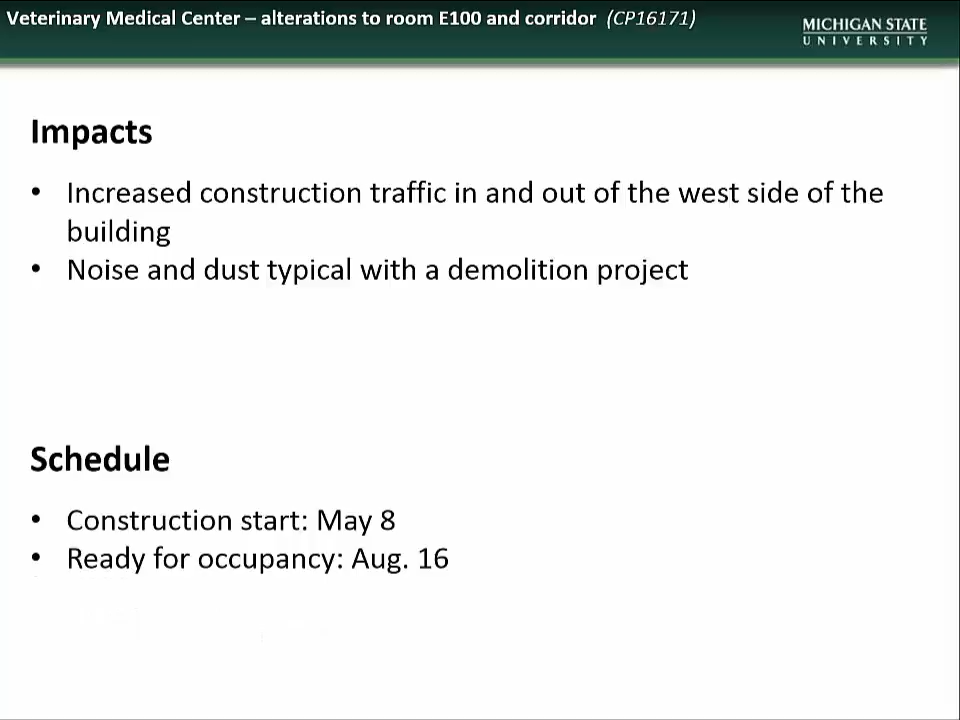 Veterinary Medical Center – alterations to room E100 and corridor (CP16171)
MICHIGAN STATE
UNIVERSITY
Impacts
• Increased construction traffic in and out of the west side of the
building
• Noise and dust typical with a demolition project
Schedule
• Construction start: May 8
• Ready for occupancy: Aug. 16